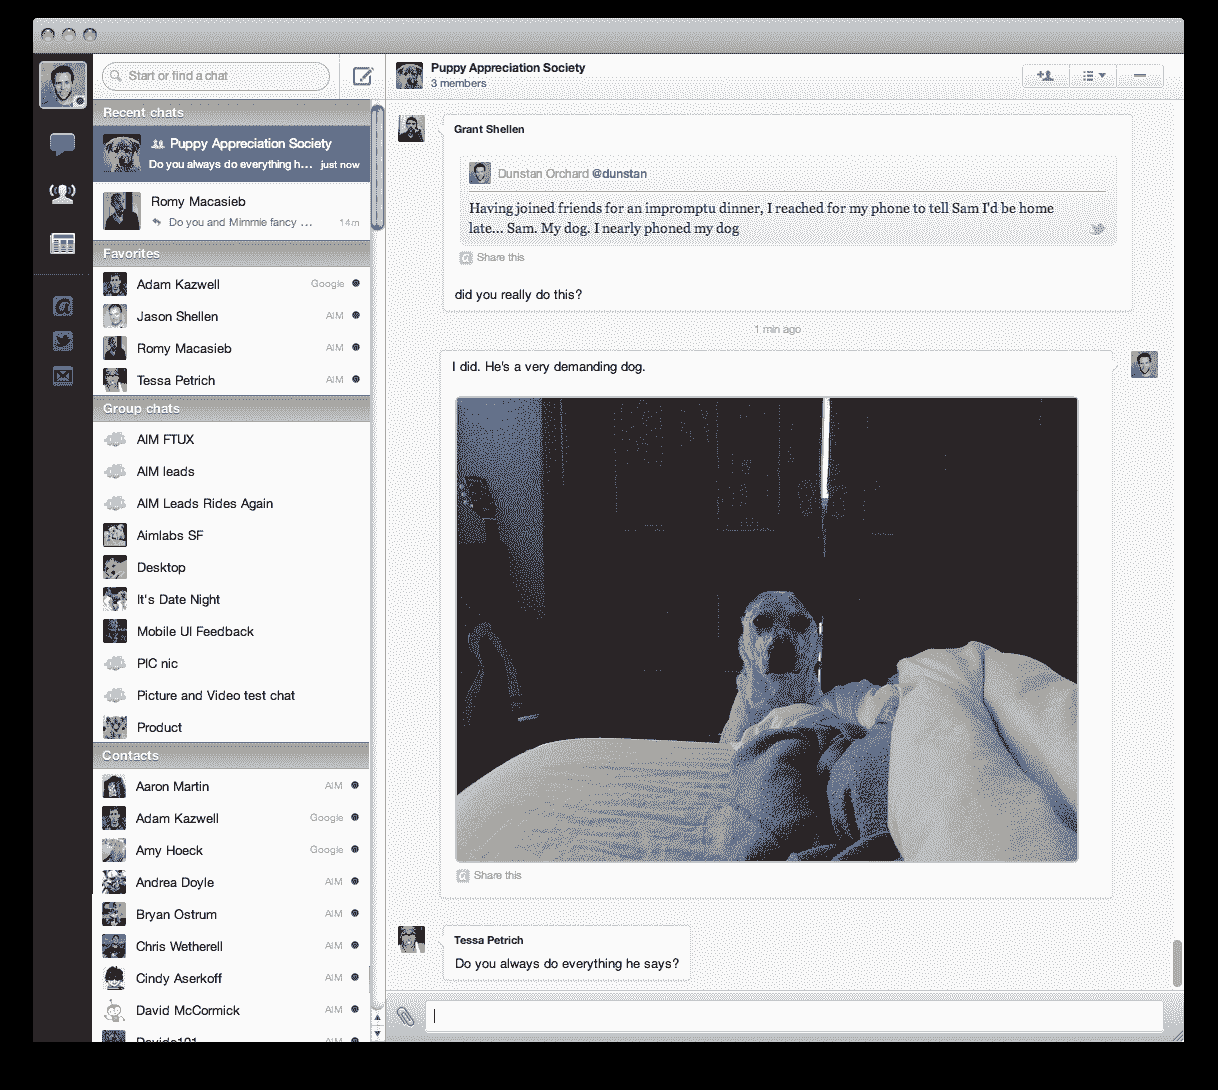 Start or find a chat
Recent chats
Puppy Appreciation Society
Do you always do everything h... just now
Romy Macasieb
Do you and Mimmie fancy ... 14m
Favorites
Adam Kazwell Google
Jason Shellen AIM
Romy Macasieb AIM
Tessa Petrich AIM
Group chats
AIM FTUX
AIM leads
AIM Leads Rides Again
Aimlabs SF
Desktop
It's Date Night
Mobile UI Feedback
PIC nic
Picture and Video test chat
Product
Contacts
Aaron Martin AIM
Adam Kazwell Google
Amy Hoeck Google
Andrea Doyle AIM
Bryan Ostrum AIM
Chris Wetherell AIM
Cindy Aserkoff AIM
David McCormick AIM
Puppy Appreciation Society
3 members
Grant Shellen
Dunstan Orchard @dunstan
Having joined friends for an impromptu dinner, I reached for my phone to tell Sam I'd be home
late... Sam. My dog. I nearly phoned my dog
Share this
did you really do this?
1 min ago
I did. He's a very demanding dog.
Share this
Tessa Petrich
Do you always do everything he says?